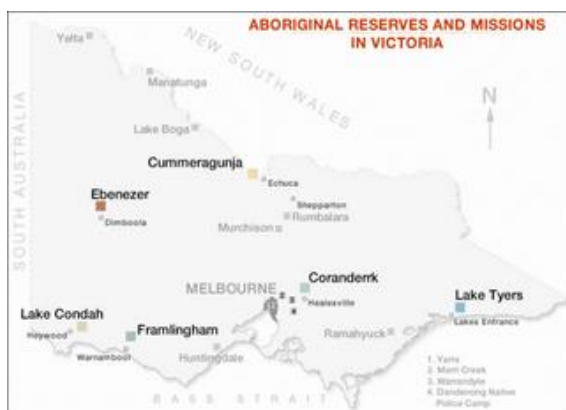 ABORIGINAL RESERVES AND MISSIONS
IN VICTORIA
Yelta
NEW SOUTH WALES
Manatunga
N
Lake Boga
SOUTH AUSTRALIA
Cummeragunja
Echuca
Ebenezer
Shepparton
Dimboola
Rumbalara
Murchison
Coranderrk
MELBOURNE
Healesville
Lake Tyers
Lake Condah
Lakes Entrance
Heywood
Framlingham
Ramahyuck
Warnambool
Huntingdale
BASS STRAIT
1. Yarra
2. Merri Creek
3. Warrandyte
4. Dandenong Native
Police Camp